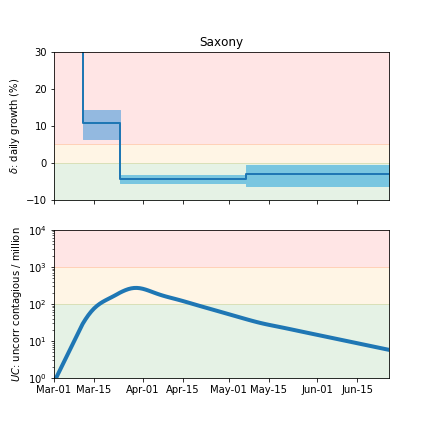 Saxony
δ: daily growth (%)
30
20
10
0
−10
UC: uncorr contagious / million
10⁴
10³
10²
10¹
10⁰
Mar-01 Mar-15 Apr-01 Apr-15 May-01 May-15 Jun-01 Jun-15